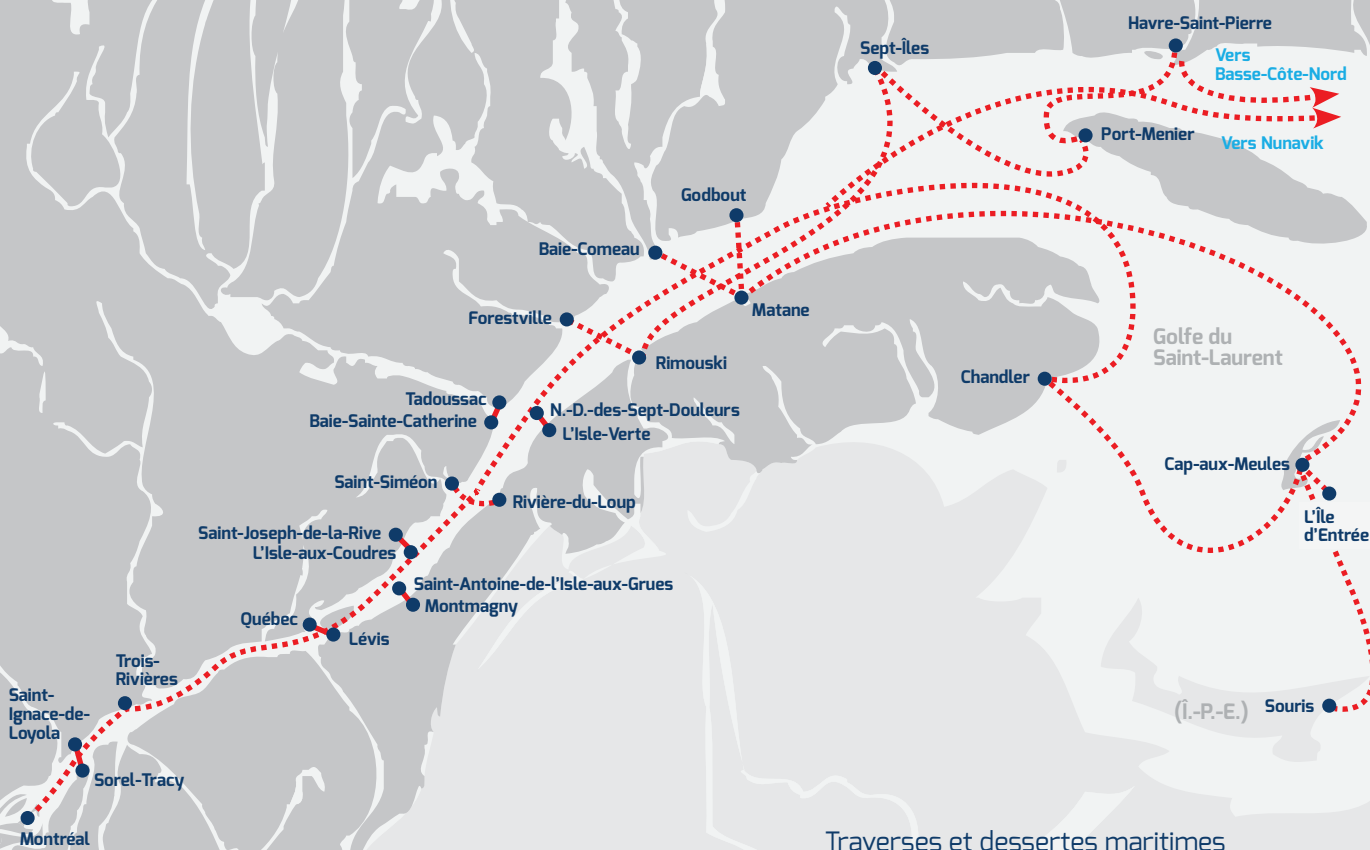 Havre-Saint-Pierre
Sept-Îles
Vers
Basse-Côte-Nord
Port-Menier
Vers Nunavik
Godbout
Baie-Comeau
Matane
Forestville
Rimouski
Golfe du
Saint-Laurent
Chandler
Tadoussac
Baie-Sainte-Catherine
N.-D.-des-Sept-Douleurs
L'Isle-Verte
Cap-aux-Meules
Saint-Siméon
Rivière-du-Loup
L'Île
d'Entrée
Saint-Joseph-de-la-Rive
L'Isle-aux-Coudres
Saint-Antoine-de-l'Isle-aux-Grues
Montmagny
Québec
Lévis
Trois-
Rivières
Saint-
Ignace-de-
Loyola
(Î.-P.-E.)
Souris
Sorel-Tracy
Montréal
Traverses et dessertes maritimes